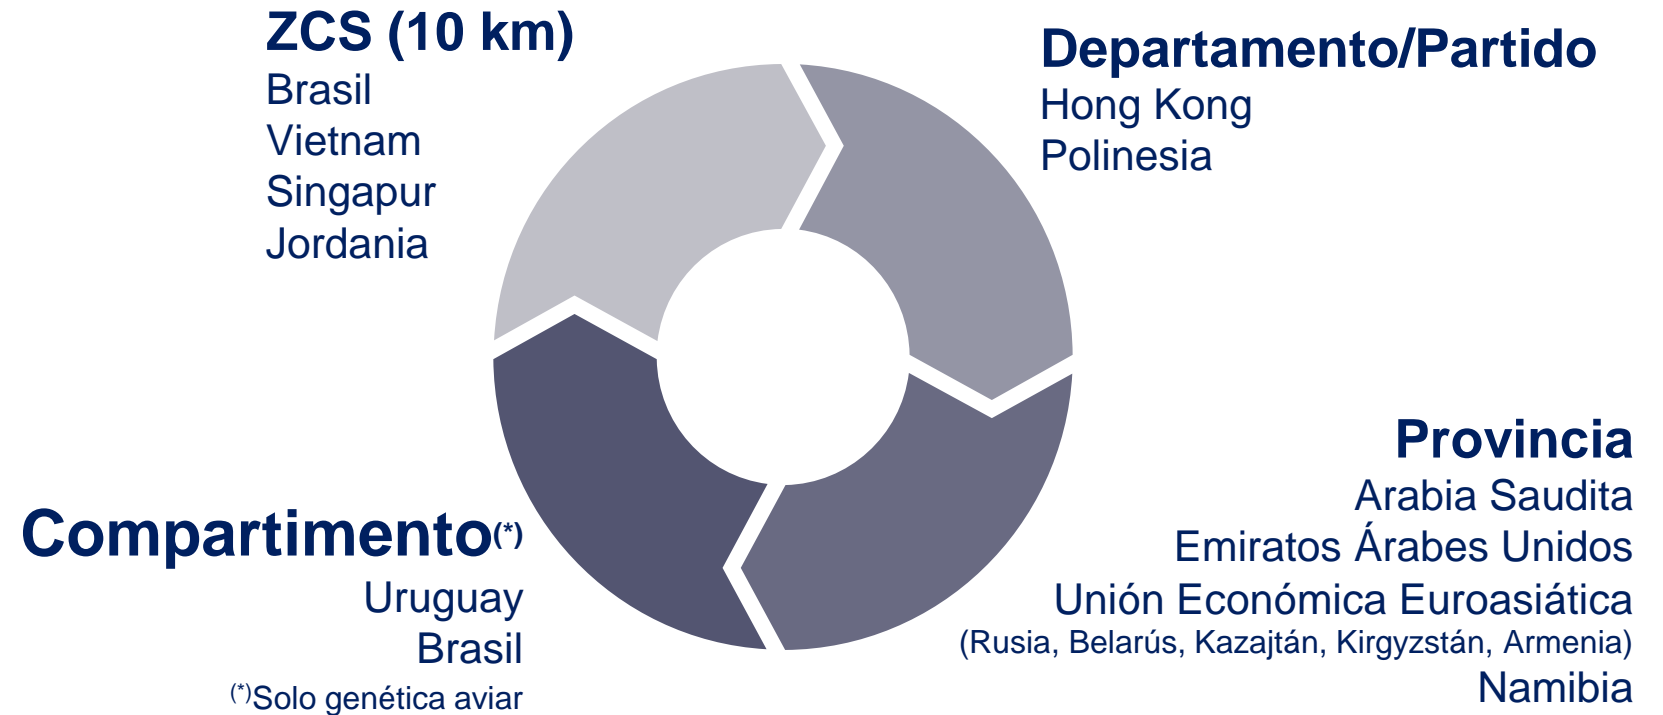 ZCS (10 km)
Brasil
Vietnam
Singapur
Jordania
Departamento/Partido
Hong Kong
Polinesia
Provincia
Arabia Saudita
Emiratos Árabes Unidos
Unión Económica Euroasiática
(Rusia, Belarús, Kazajtán, Kirgyzstán, Armenia)
Namibia
Compartimento(*)
Uruguay
Brasil
(*)Solo genética aviar